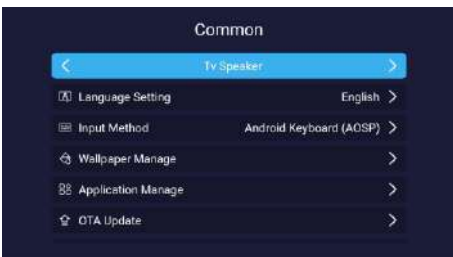 Common
Tv Speaker
Language Setting English
Input Method Android Keyboard (AOSP)
Wallpaper Manage
Application Manage
OTA Update